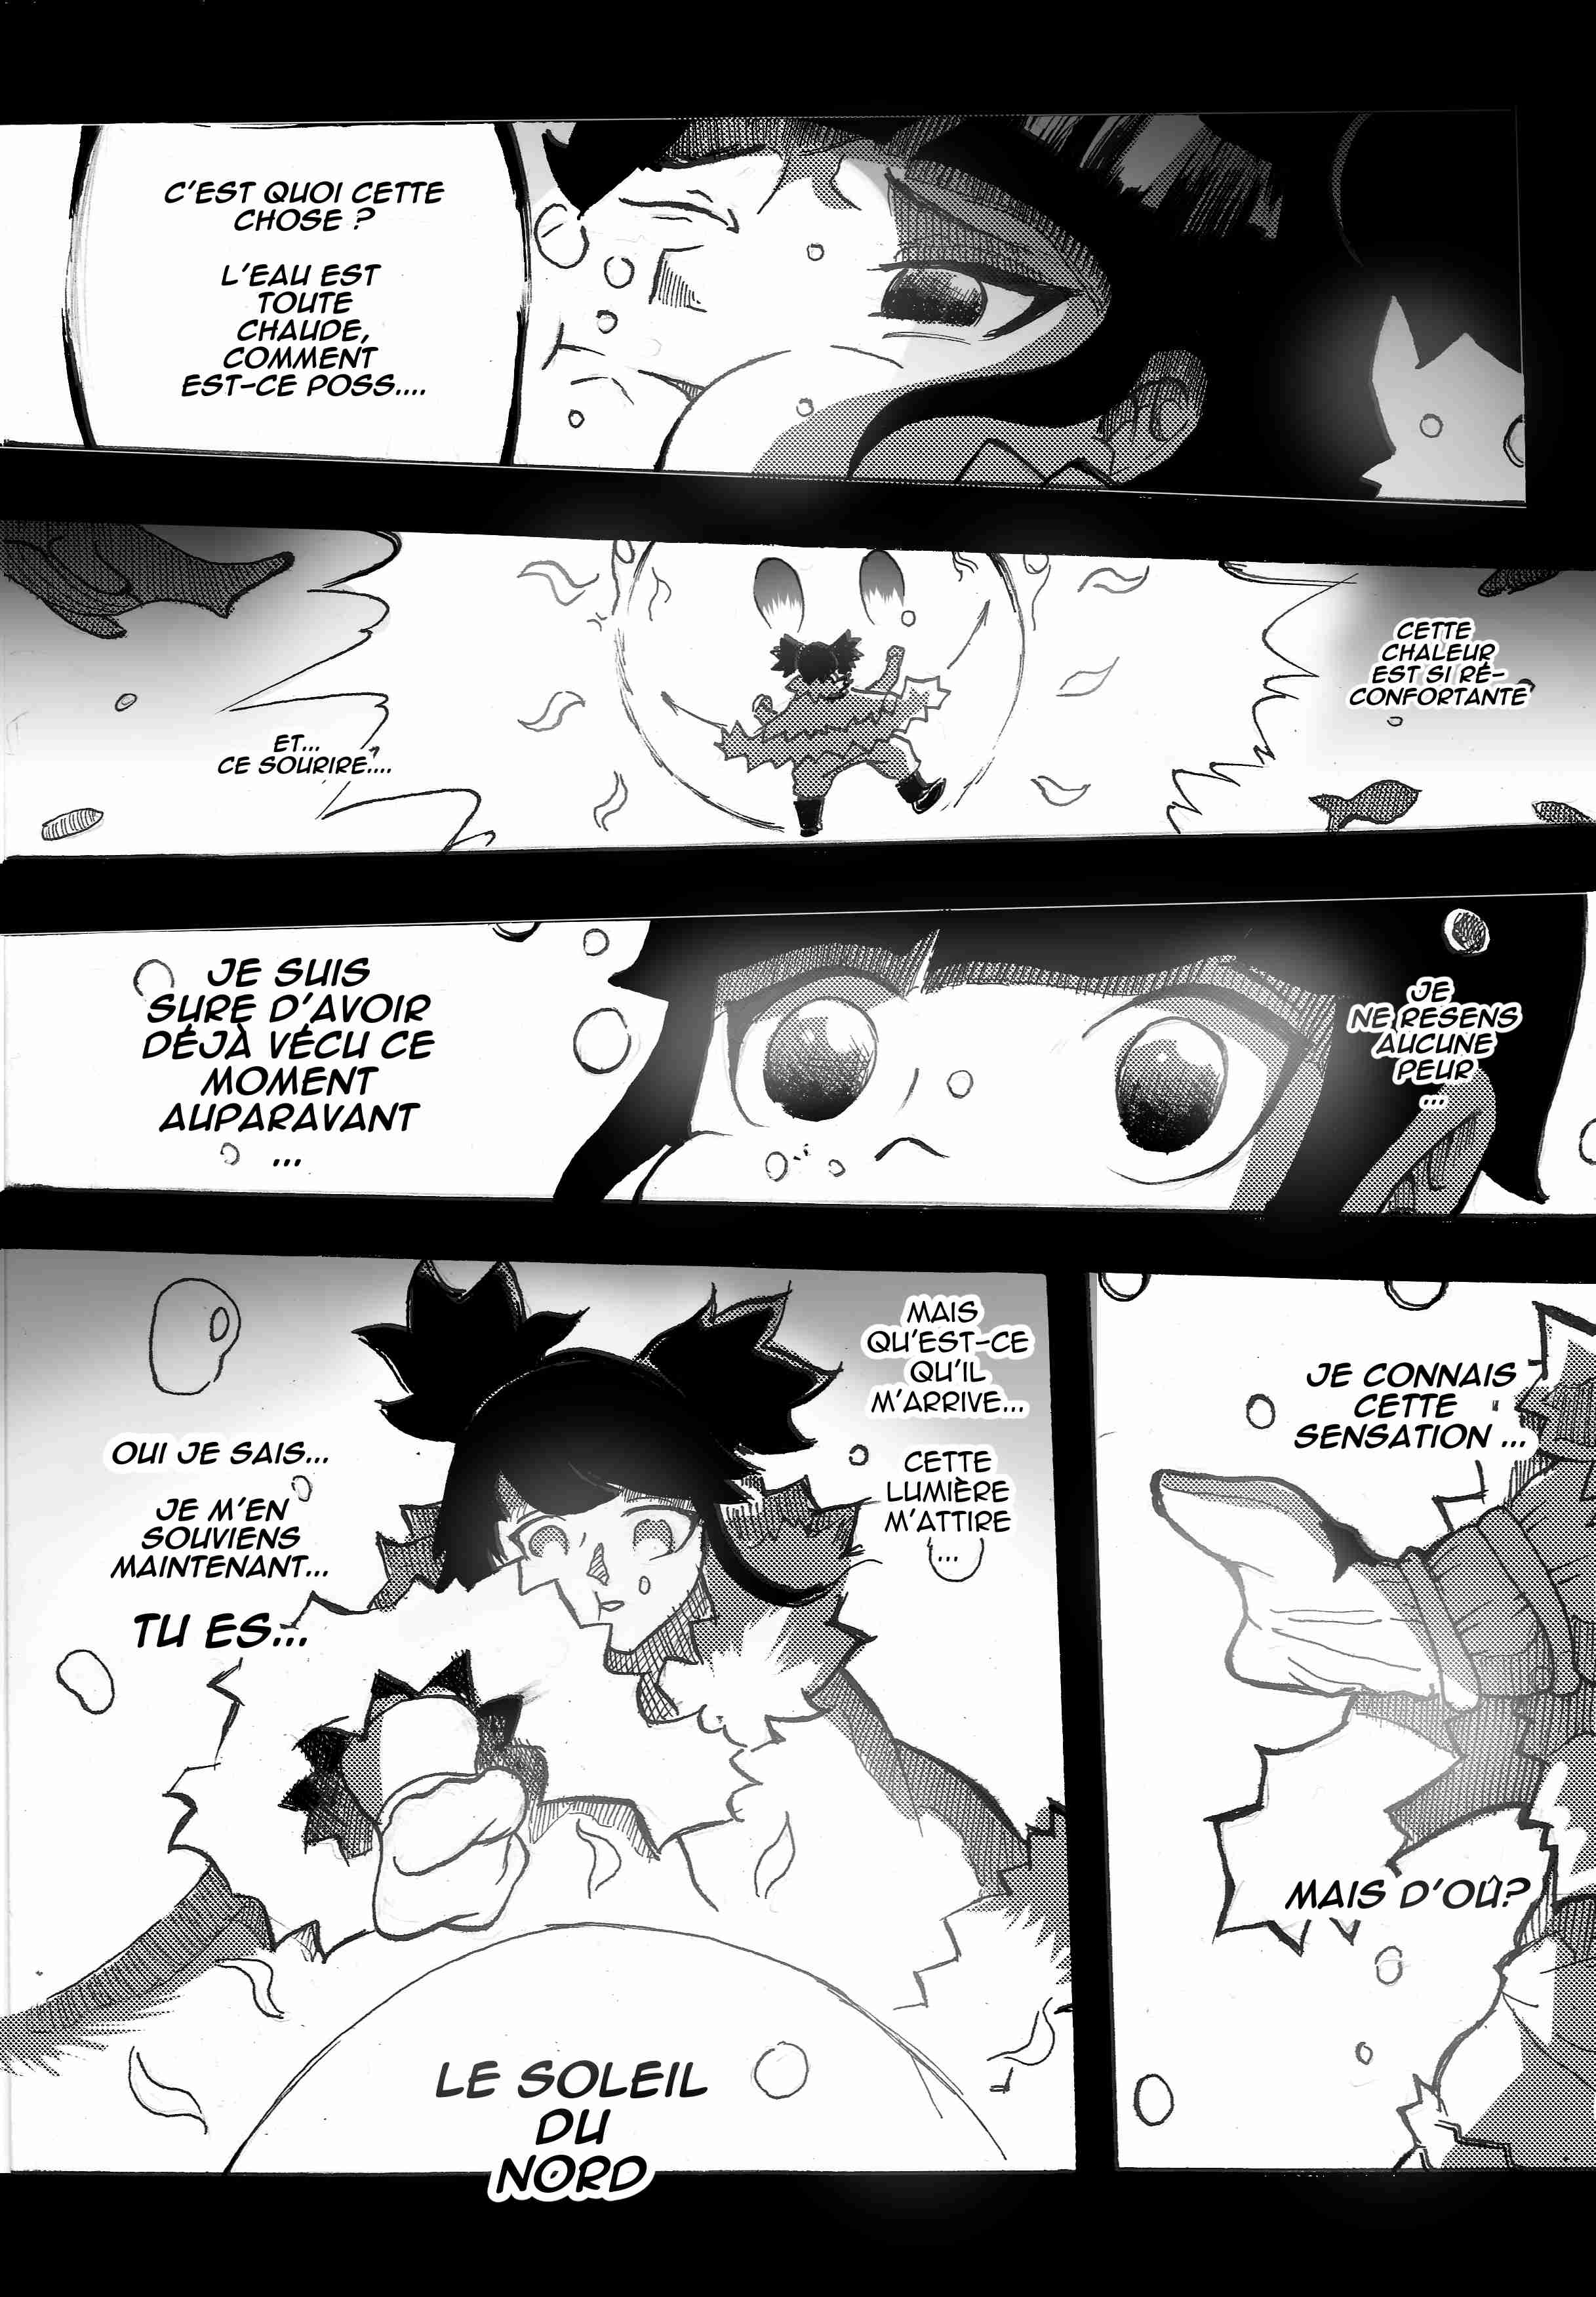 C'EST QUOI CETTE
CHOSE ?
L'EAU EST
TOUTE
CHAUDE,
COMMENT
EST-CE POSS....
CETTE
CHALEUR
EST SI RÉ-
CONFORTANTE
ET...
CE SOURIRE....
JE
NE RESENS
AUCUNE
PEUR
...
JE SUIS
SURE D'AVOIR
DÉJÀ VÉCU CE
MOMENT
AUPARAVANT
...
JE CONNAIS
CETTE
SENSATION ...
MAIS D'OÙ?
MAIS
QU'EST-CE
QU'IL
M'ARRIVE...
CETTE
LUMIÈRE
M'ATTIRE
...
OUI JE SAIS...
JE M'EN
SOUVIENS
MAINTENANT...
TU ES...
LE SOLEIL
DU
NORD